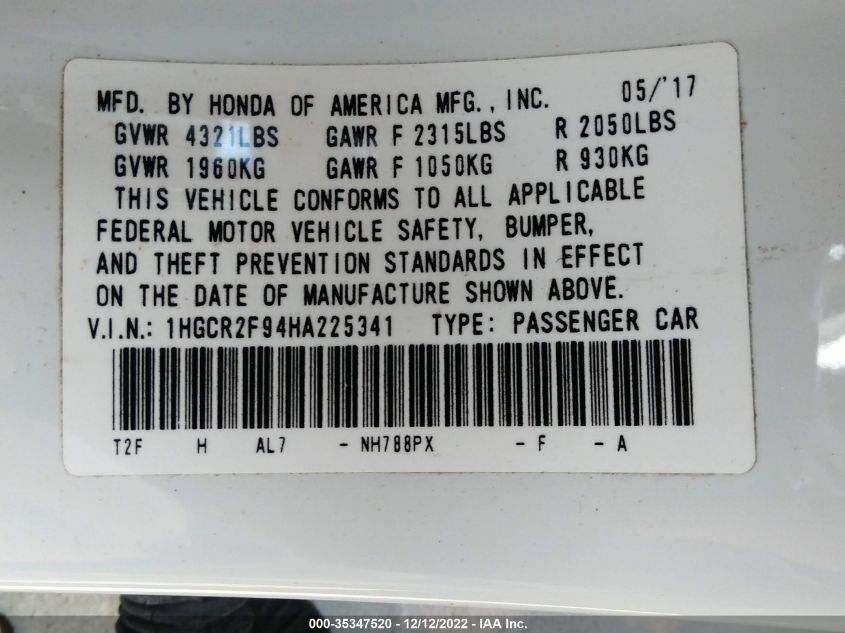 MFD. BY HONDA OF AMERICA MFG., INC. 05/'17
GVWR 4321LBS GAWR F 2315LBS R 2050LBS
GVWR 1960KG GAWR F 1050KG R 930KG
THIS VEHICLE CONFORMS TO ALL APPLICABLE
FEDERAL MOTOR VEHICLE SAFETY, BUMPER,
AND THEFT PREVENTION STANDARDS IN EFFECT
ON THE DATE OF MANUFACTURE SHOWN ABOVE.
V.I.N.: 1HGCR2F94HA225341 TYPE: PASSENGER CAR
T2F H AL7 - NH788PX - F - A
000-35347520 - 12/12/2022 - IAA Inc.